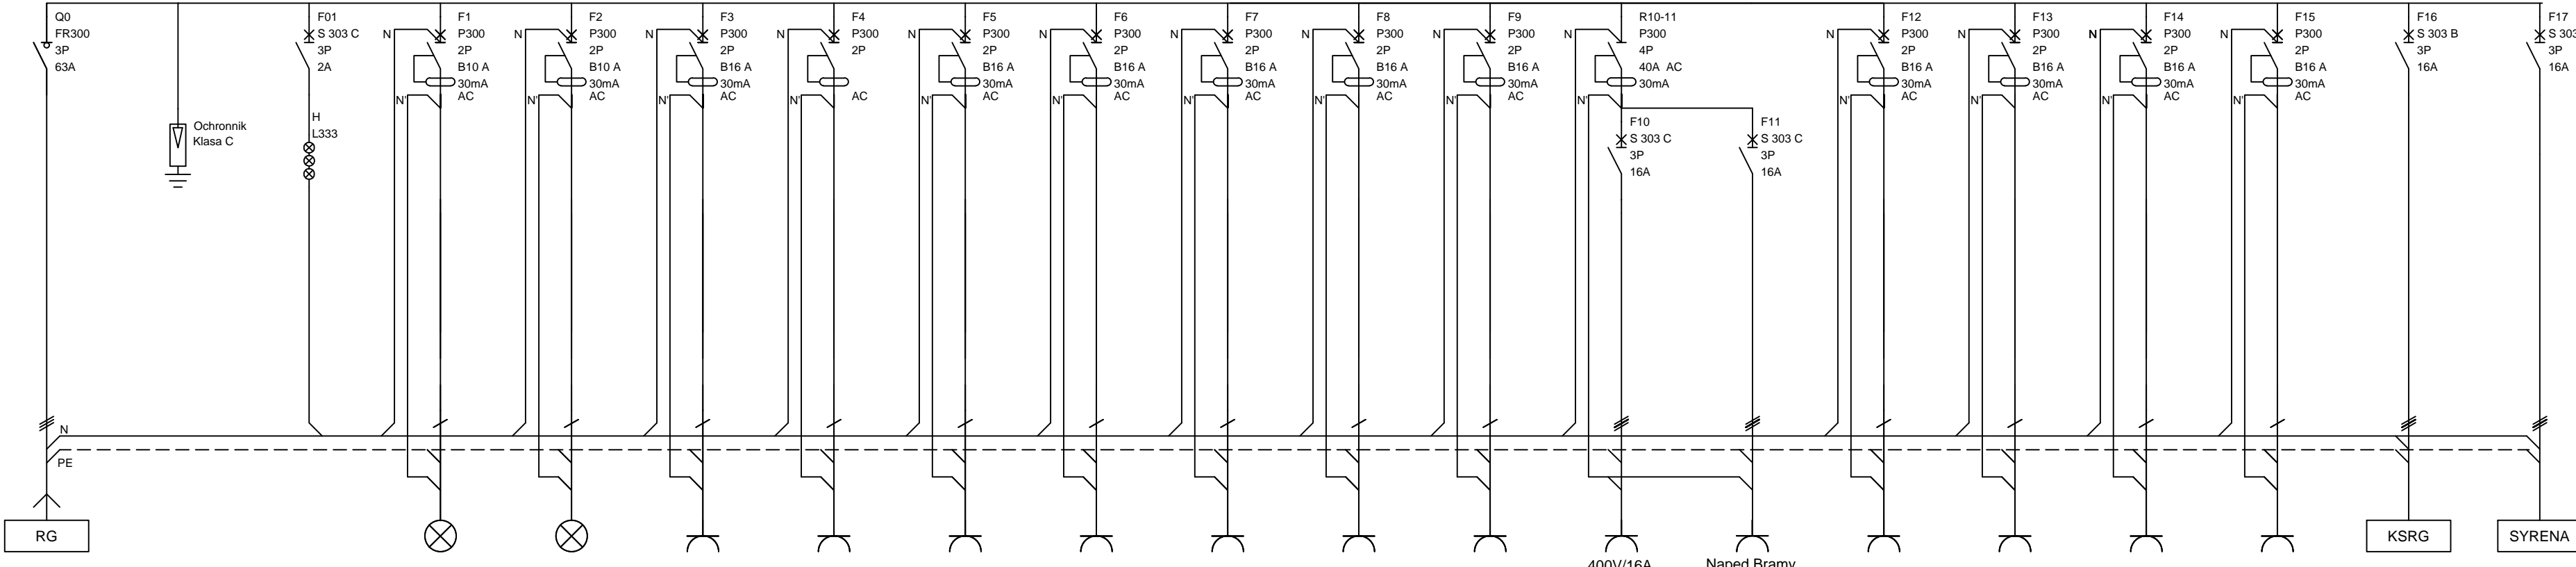 Q0
FR300
3P
63A
Ochronnik
Klasa C
F01
S 303 C
3P
2A
H
L333
N
F1
P300
2P
B10 A
30mA
AC
N'
N
F2
P300
2P
B10 A
30mA
AC
N'
N
F3
P300
2P
B16 A
30mA
AC
N'
N
F4
P300
2P
AC
N'
N
F5
P300
2P
B16 A
30mA
AC
N'
N
F6
P300
2P
B16 A
30mA
AC
N'
N
F7
P300
2P
B16 A
30mA
AC
N'
N
F8
P300
2P
B16 A
30mA
AC
N'
N
F9
P300
2P
B16 A
30mA
AC
N'
N
R10-11
P300
4P
40A AC
30mA
N'
F10
S 303 C
3P
16A
F11
S 303 C
3P
16A
N
F12
P300
2P
B16 A
30mA
AC
N'
N
F13
P300
2P
B16 A
30mA
AC
N'
N
F14
P300
2P
B16 A
30mA
AC
N'
N
F15
P300
2P
B16 A
30mA
AC
N'
F16
S 303 B
3P
16A
F17
S 303
3P
16A
N
PE
RG
400V/16A
Naped Bramy
KSRG
SYRENA